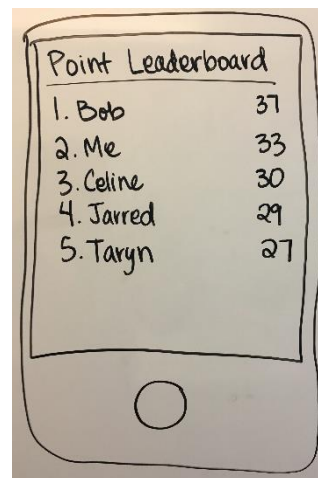 Point Leaderboard
1. Bob 37
2. Me 33
3. Celine 30
4. Jarred 29
5. Taryn 27